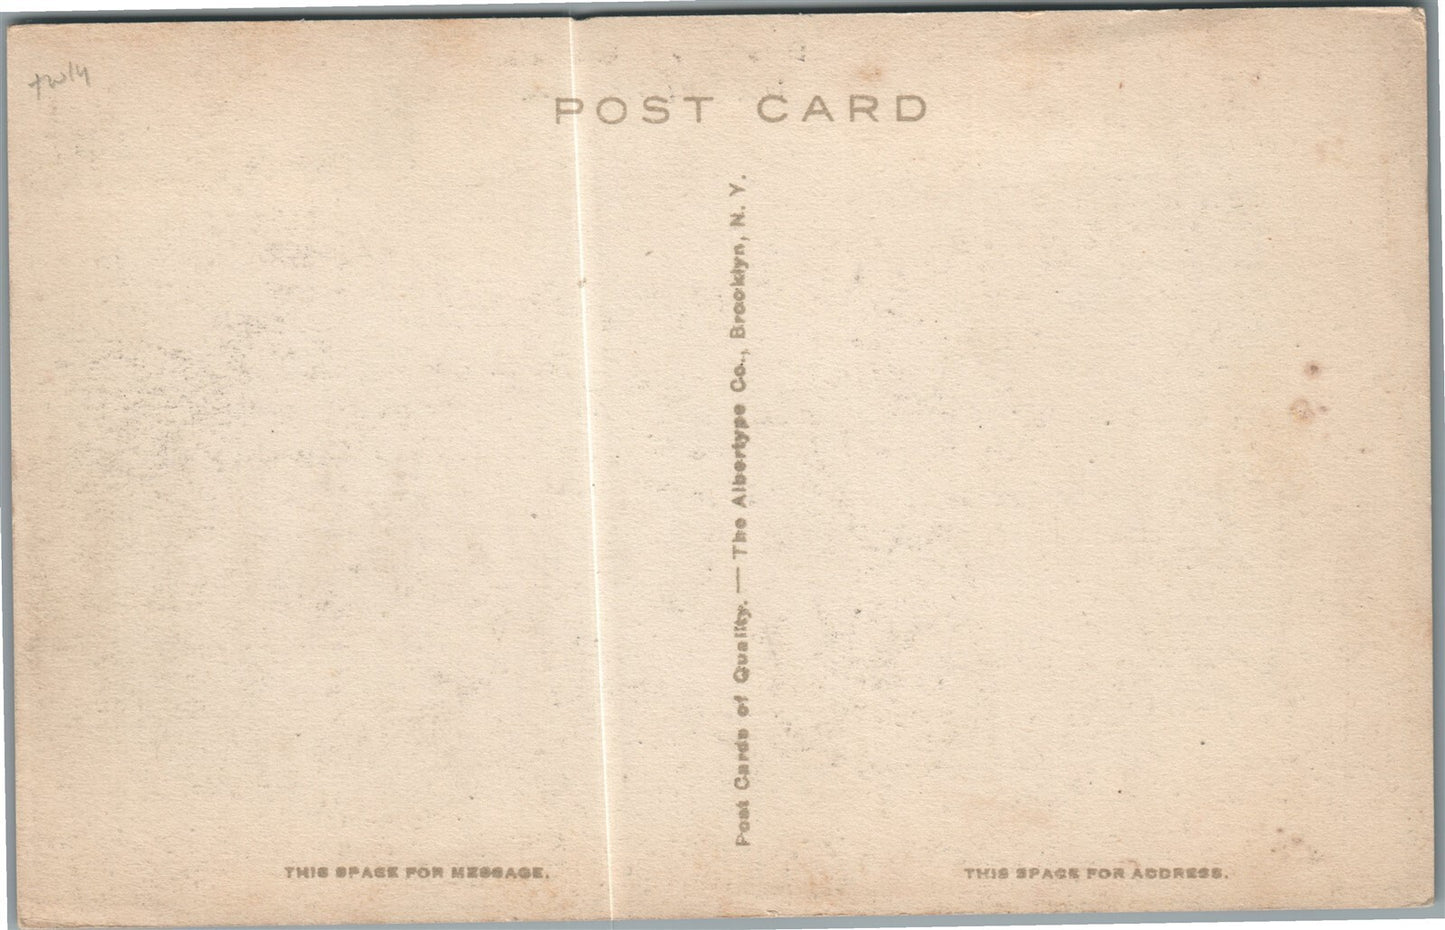 POST CARD
Post Cards of Quality. — The Albertype Co., Brooklyn, N. Y.
THIS SPACE FOR MESSAGE.
THIS SPACE FOR ADDRESS.